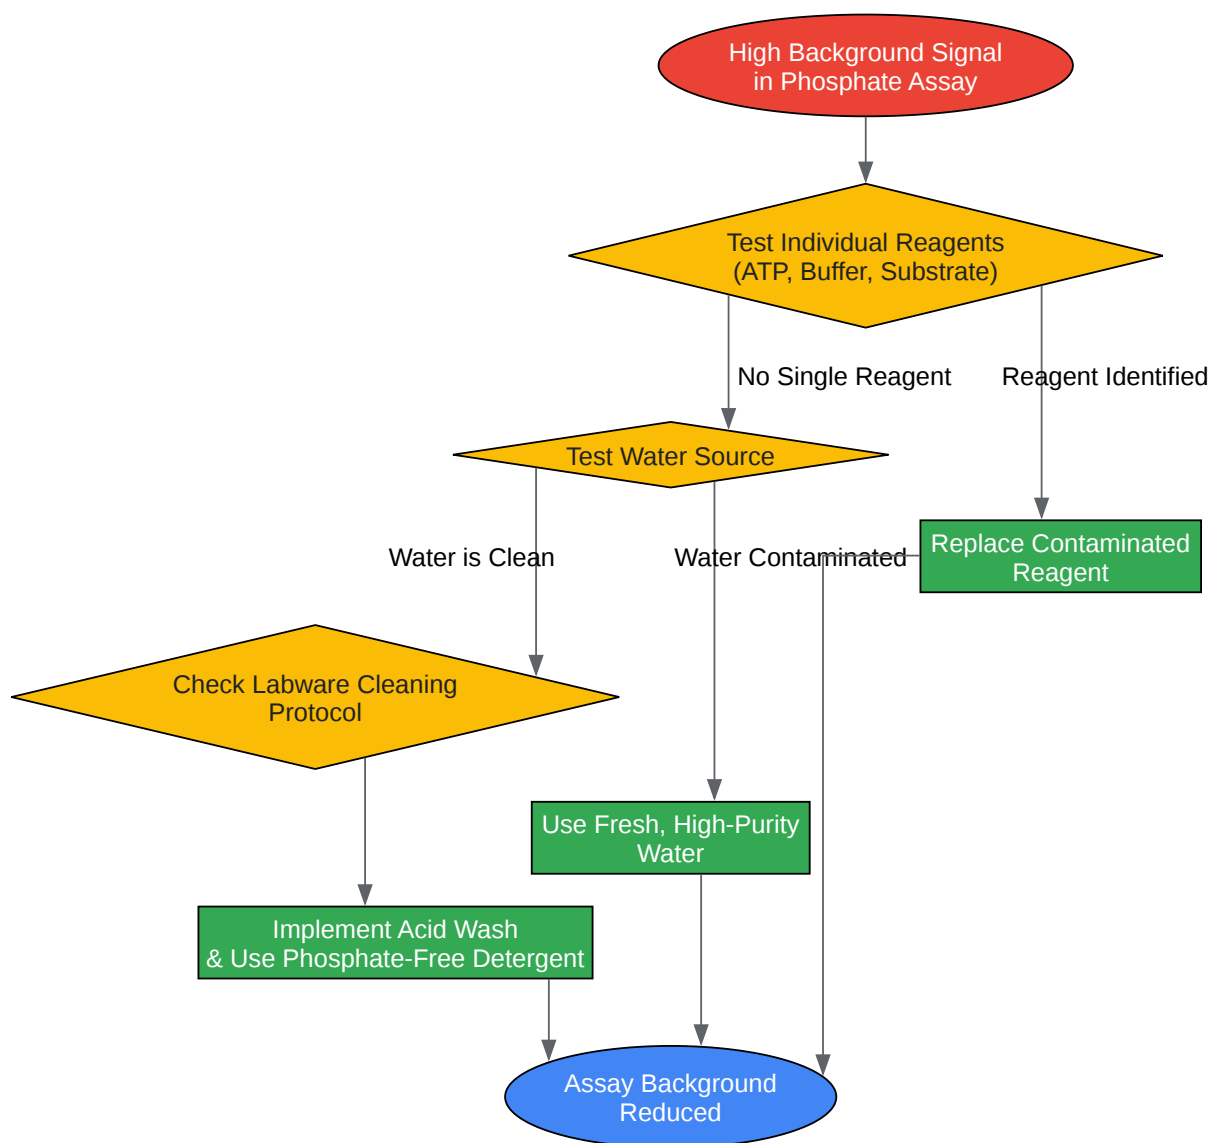 High Background Signal
in Phosphate Assay
Test Individual Reagents
(ATP, Buffer, Substrate)
No Single Reagent
Reagent Identified
Test Water Source
Water is Clean
Water Contaminated
Replace Contaminated
Reagent
Check Labware Cleaning
Protocol
Use Fresh, High-Purity
Water
Implement Acid Wash
& Use Phosphate-Free Detergent
Assay Background
Reduced